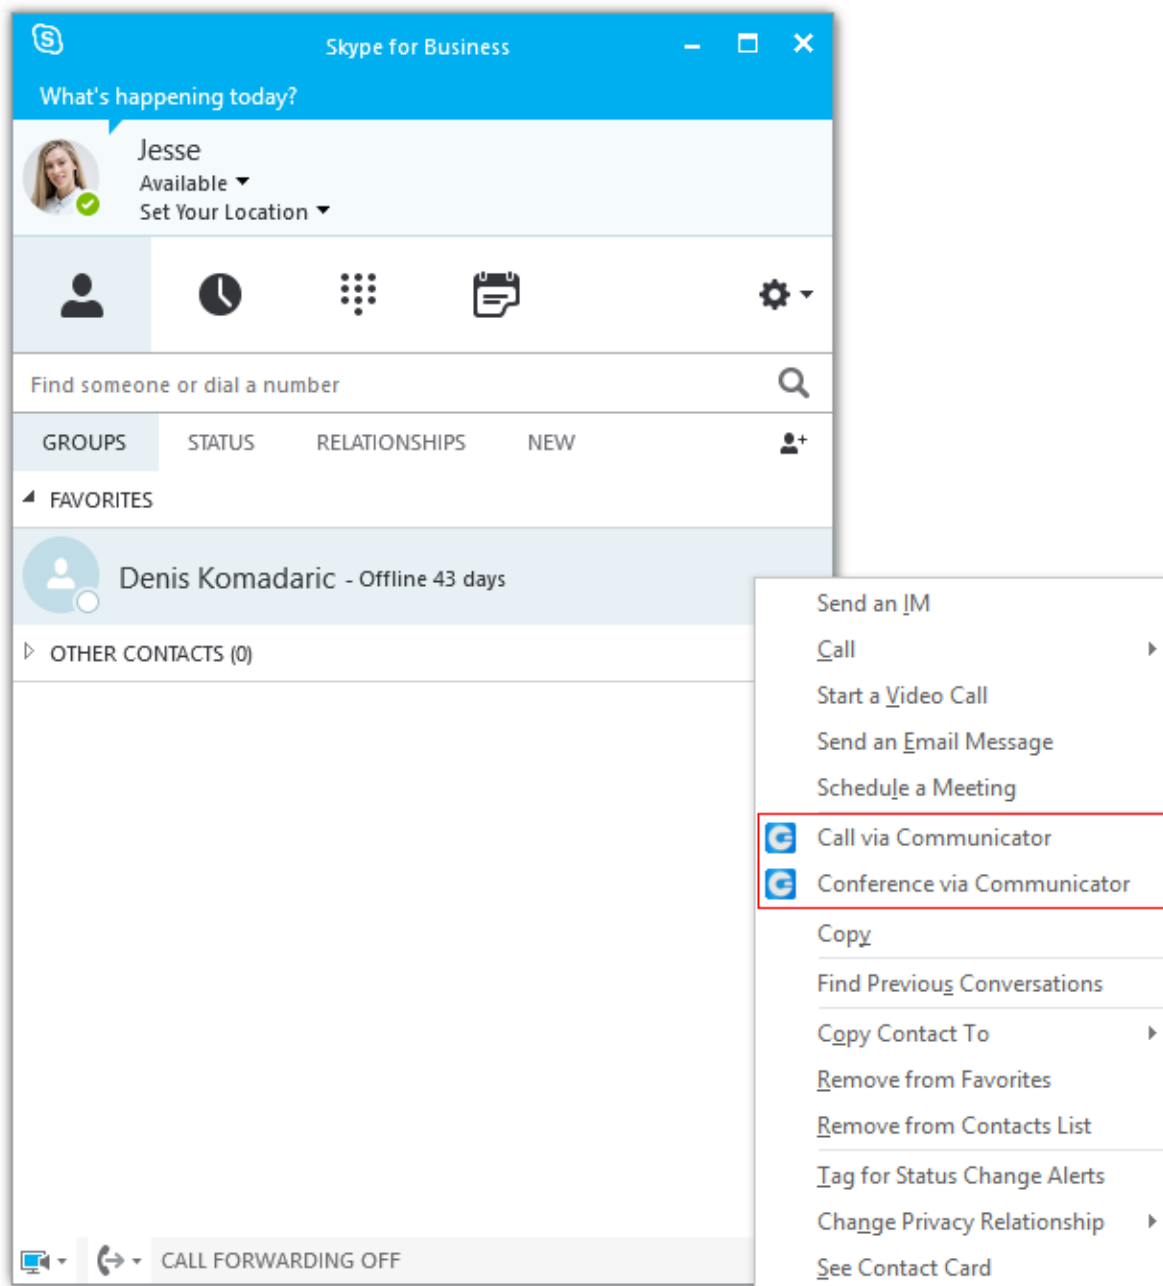 Skype for Business
What's happening today?
Jesse
Available
Set Your Location
Find someone or dial a number
GROUPS STATUS RELATIONSHIPS NEW
FAVORITES
Denis Komadaric - Offline 43 days
OTHER CONTACTS (0)
Send an IM
Call
Start a Video Call
Send an Email Message
Schedule a Meeting
Call via Communicator
Conference via Communicator
Copy
Find Previous Conversations
Copy Contact To
Remove from Favorites
Remove from Contacts List
Tag for Status Change Alerts
Change Privacy Relationship
See Contact Card
CALL FORWARDING OFF